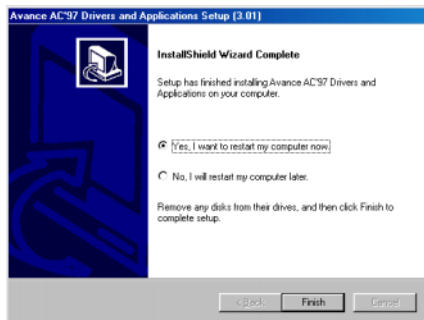 Avance AC'97 Drivers and Applications Setup (3.01)
InstallShield Wizard Complete
Setup has finished installing Avance AC'97 Drivers and
Applications on your computer.
Yes, I want to restart my computer now.
No, I will restart my computer later.
Remove any disks from their drives, and then click Finish to
complete setup.
< Back Finish Cancel